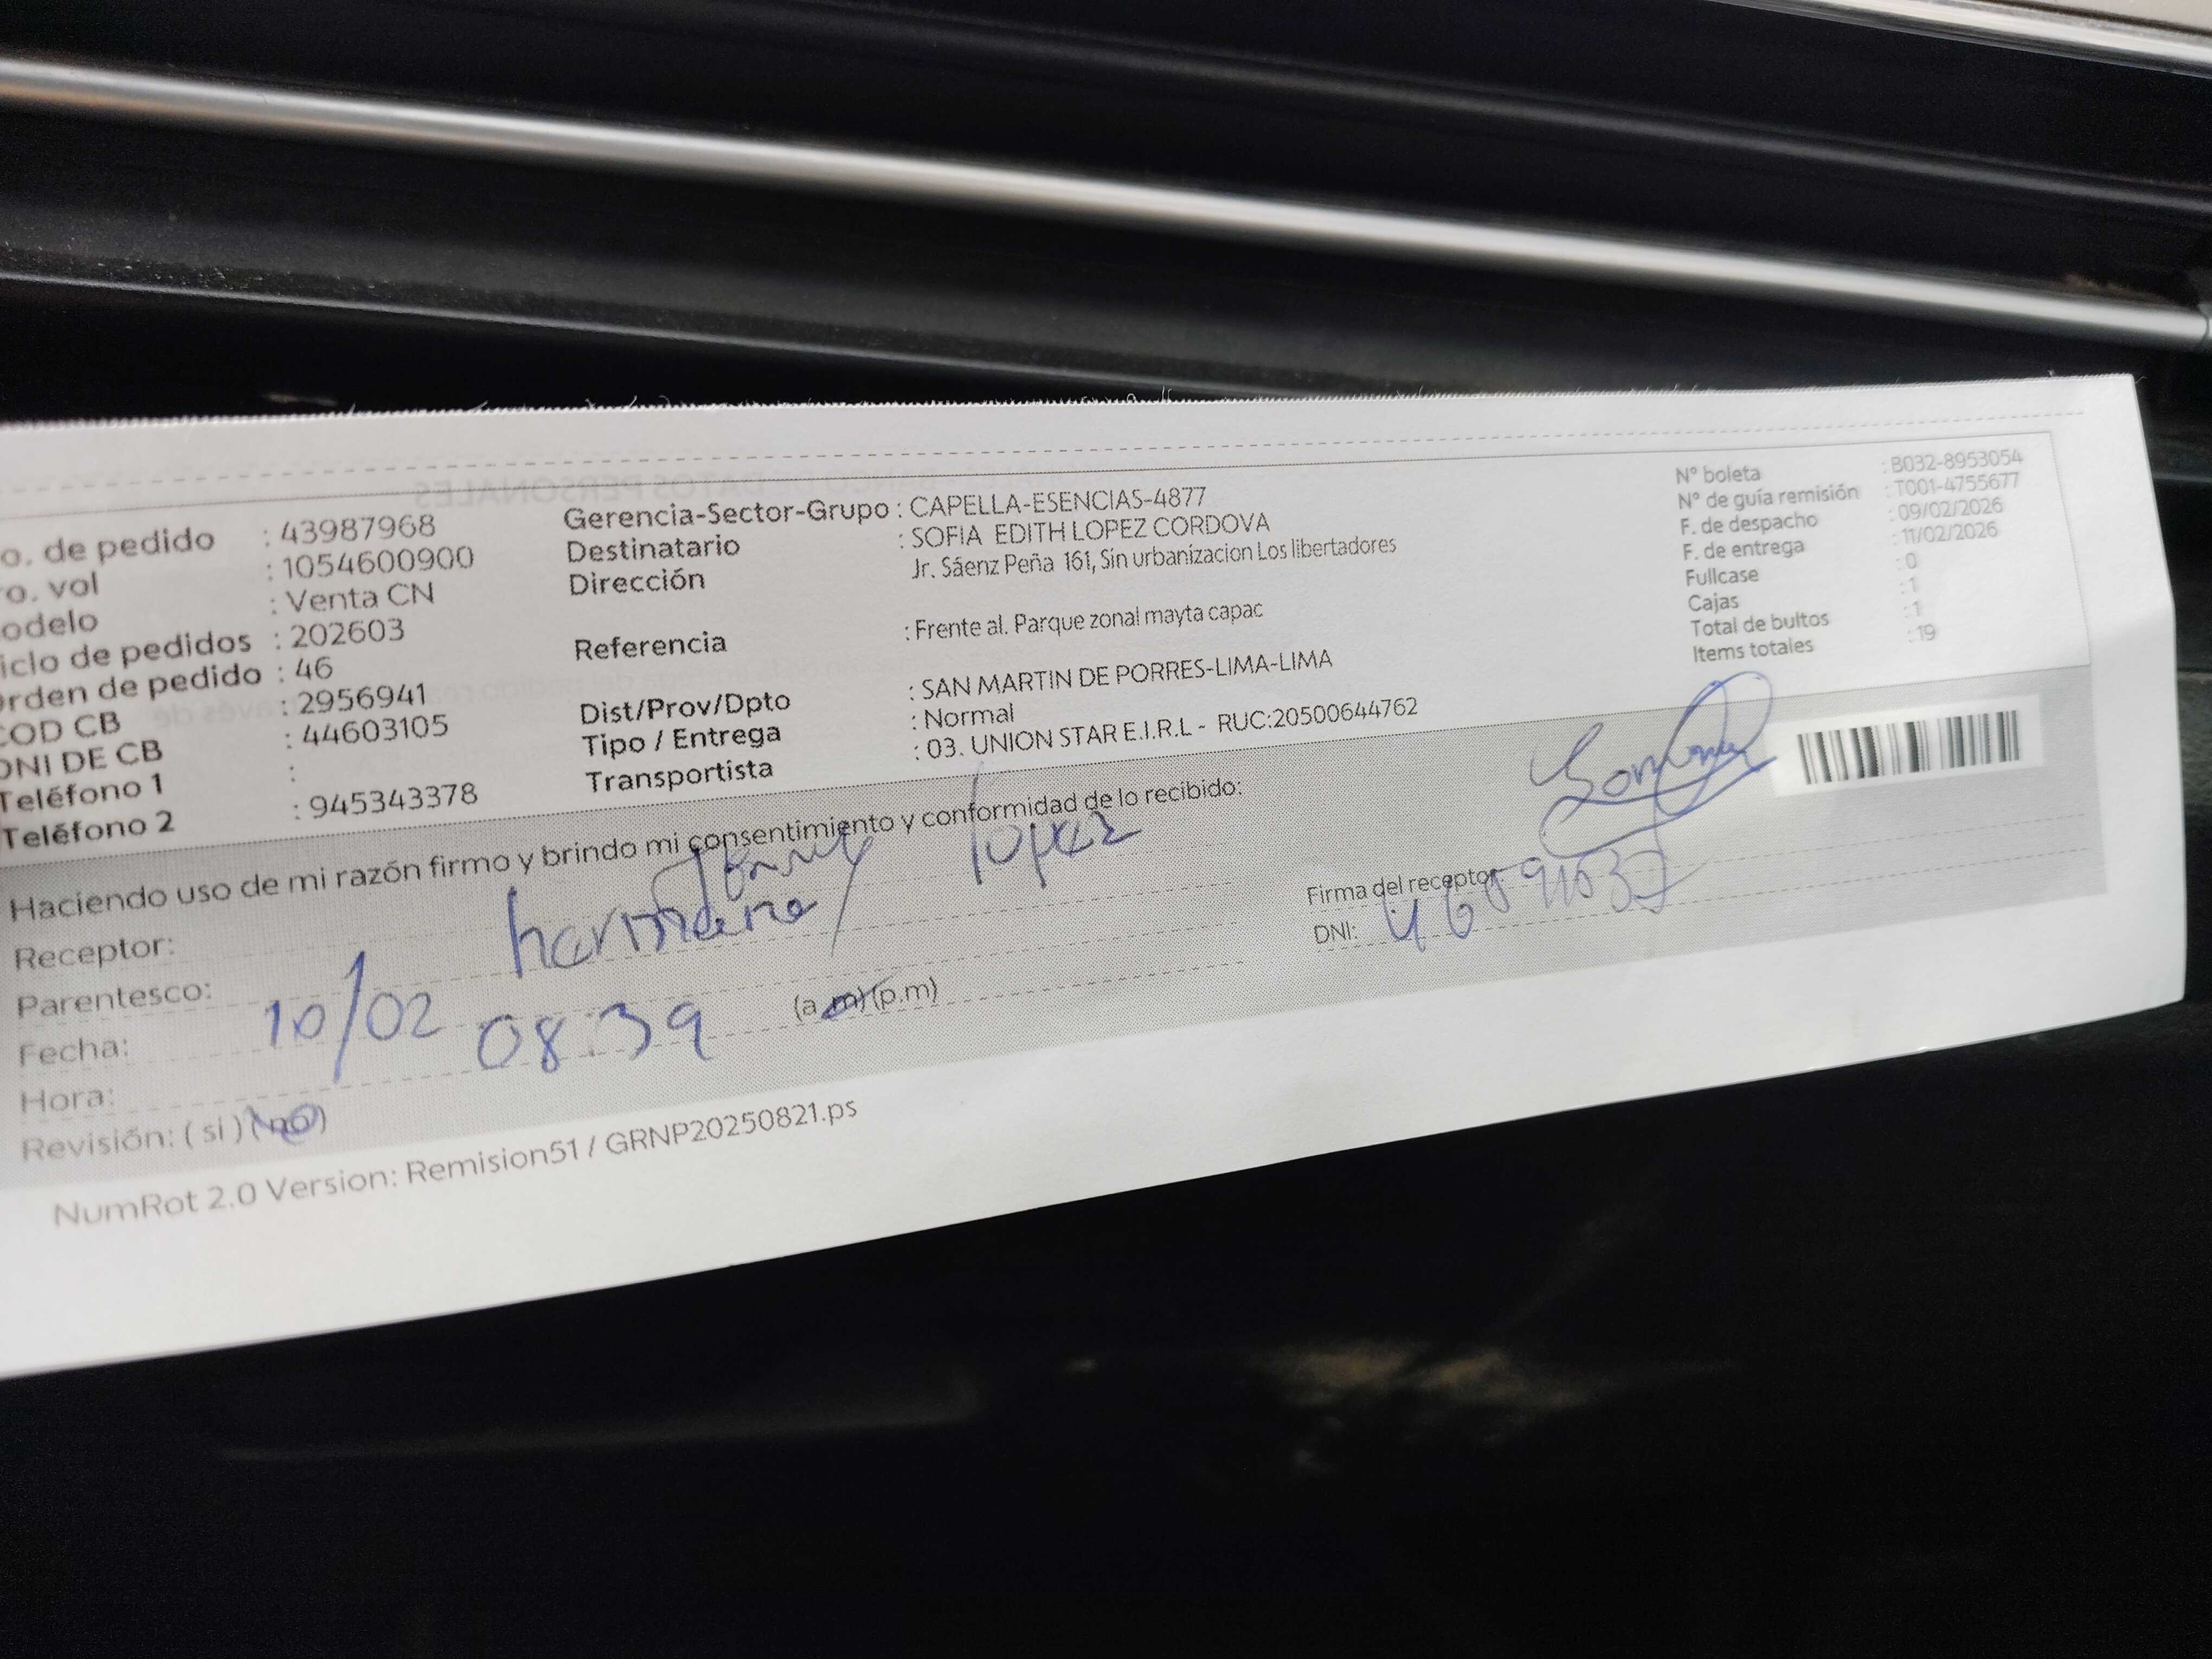 o. de pedido : 43987968
ro. vol : 1054600900
odelo : Venta CN
iclo de pedidos : 202603
rden de pedido : 46
COD CB : 2956941
DNI DE CB : 44603105
Teléfono 1 :
Teléfono 2 : 945343378
Gerencia-Sector-Grupo : CAPELLA-ESENCIAS-4877
Destinatario : SOFIA EDITH LOPEZ CORDOVA
Dirección Jr. Sáenz Peña 161, Sin urbanizacion Los libertadores
Referencia : Frente al. Parque zonal mayta capac
Dist/Prov/Dpto : SAN MARTIN DE PORRES-LIMA-LIMA
Tipo / Entrega : Normal
Transportista : 03. UNION STAR E.I.R.L - RUC:20500644762
N° boleta : B032-8953054
N° de guía remisión : T001-4755677
F. de despacho : 09/02/2026
F. de entrega : 11/02/2026
Fullcase : 0
Cajas : 1
Total de bultos : 1
Items totales : 19
Haciendo uso de mi razón firmo y brindo mi consentimiento y conformidad de lo recibido:
Receptor: lopez
Parentesco: hermana
Fecha: 10/02
Hora: 08:39 (a.m) (p.m)
Revisión: ( si ) ( no )
Firma del receptor
DNI:
NumRot 2.0 Version: Remision51 / GRNP20250821.ps